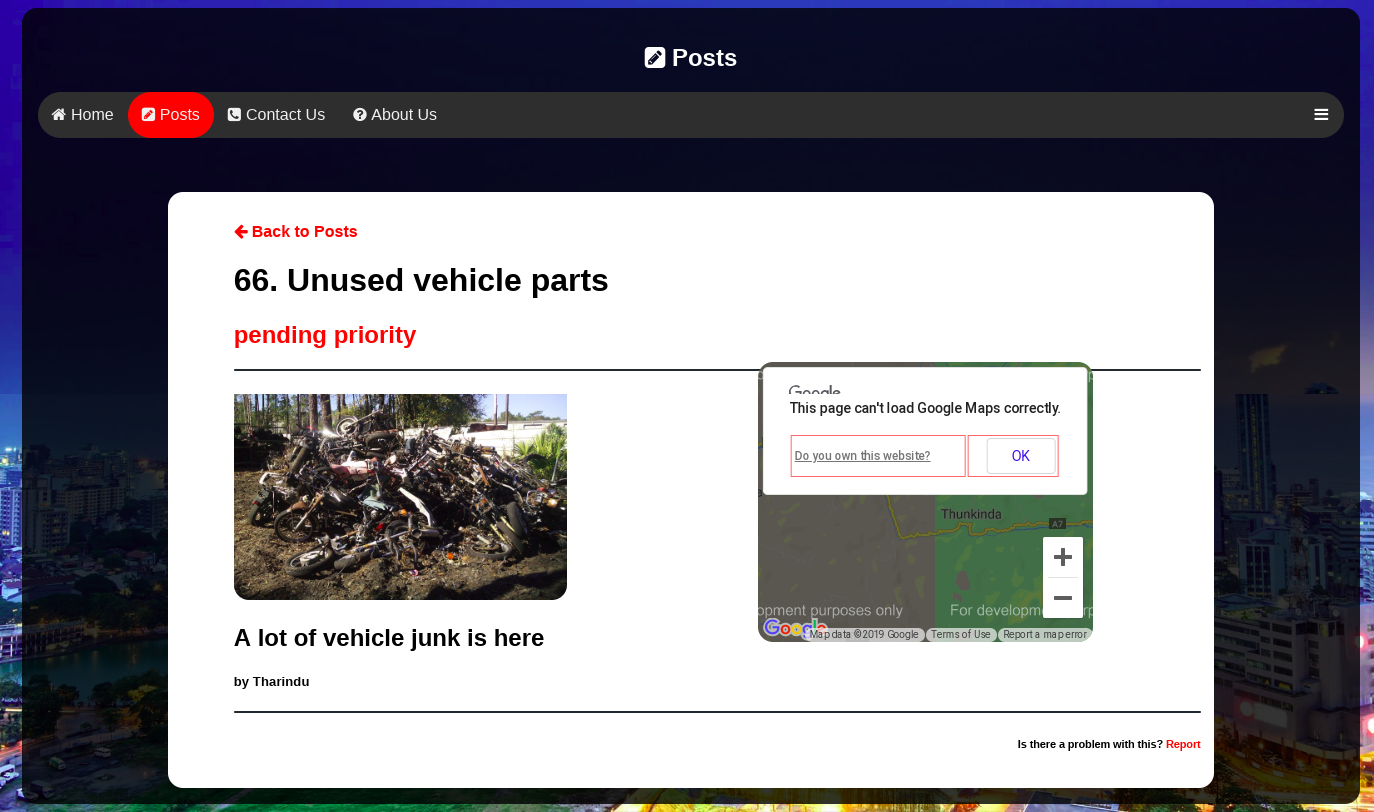 Posts
Home Posts Contact Us About Us
Back to Posts
66. Unused vehicle parts
pending priority
Google
This page can't load Google Maps correctly.
Do you own this website?
OK
Thunkinda
A7
opment purposes only
For developmen
Google
Map data ©2019 Google Terms of Use Report a map error
A lot of vehicle junk is here
by Tharindu
Is there a problem with this? Report